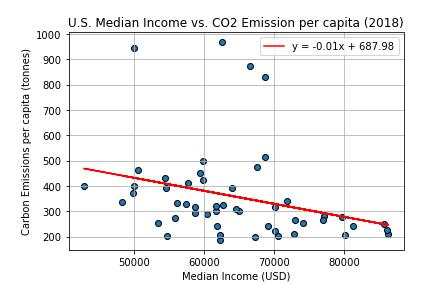 U.S. Median Income vs. CO2 Emission per capita (2018)
y = -0.01x + 687.98
Carbon Emissions per capita (tonnes)
1000
900
800
700
600
500
400
300
200
50000 60000 70000 80000
Median Income (USD)